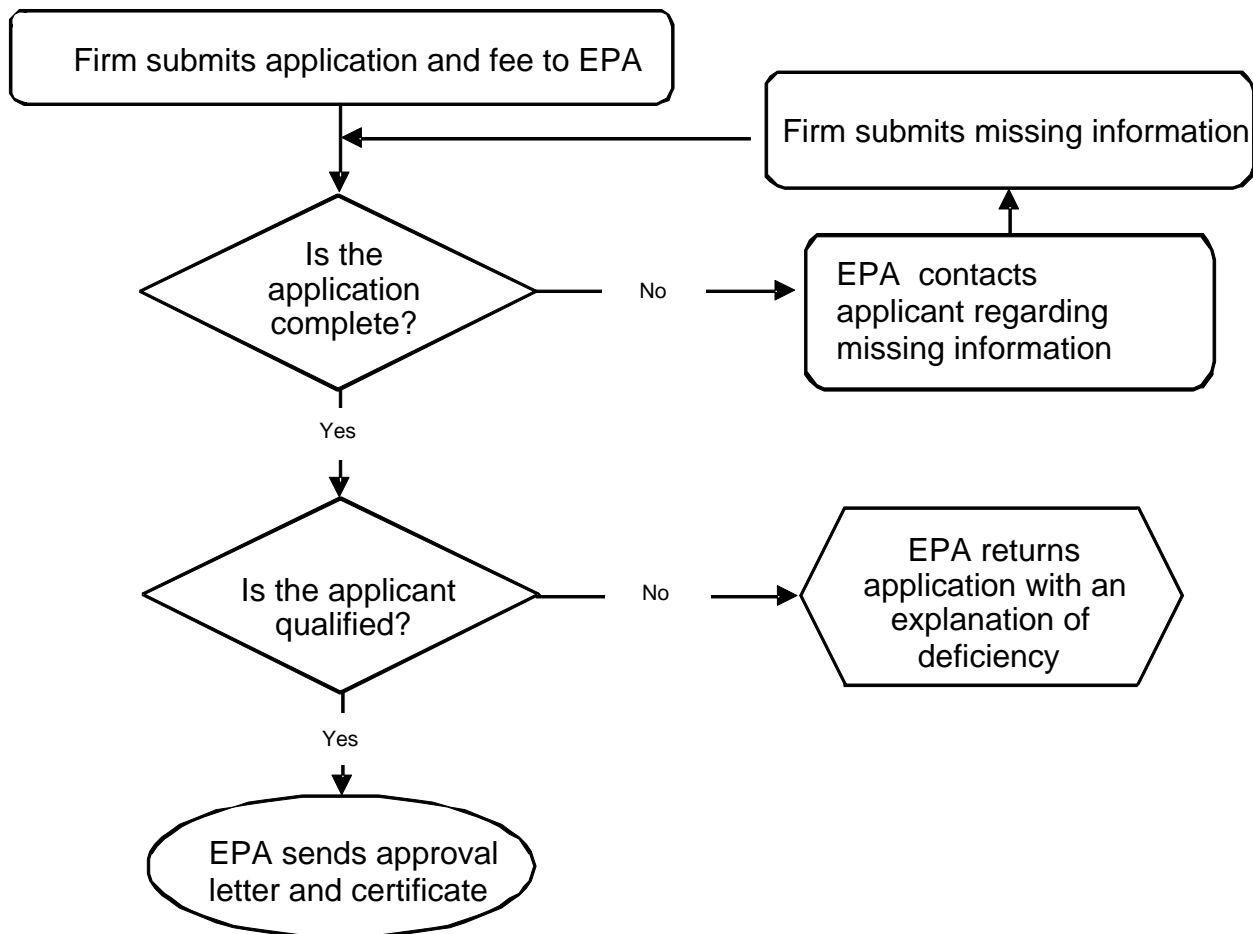 Firm submits application and fee to EPA
Firm submits missing information
Is the
application
complete?
No
EPA contacts
applicant regarding
missing information
Yes
Is the applicant
qualified?
No
EPA returns
application with an
explanation of
deficiency
Yes
EPA sends approval
letter and certificate